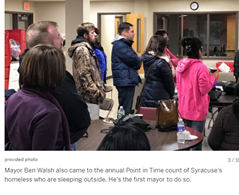 provided photo
3 / 1
Mayor Ben Walsh also came to the annual Point in Time count of Syracuse's
homeless who are sleeping outside. He's the first mayor to do so.